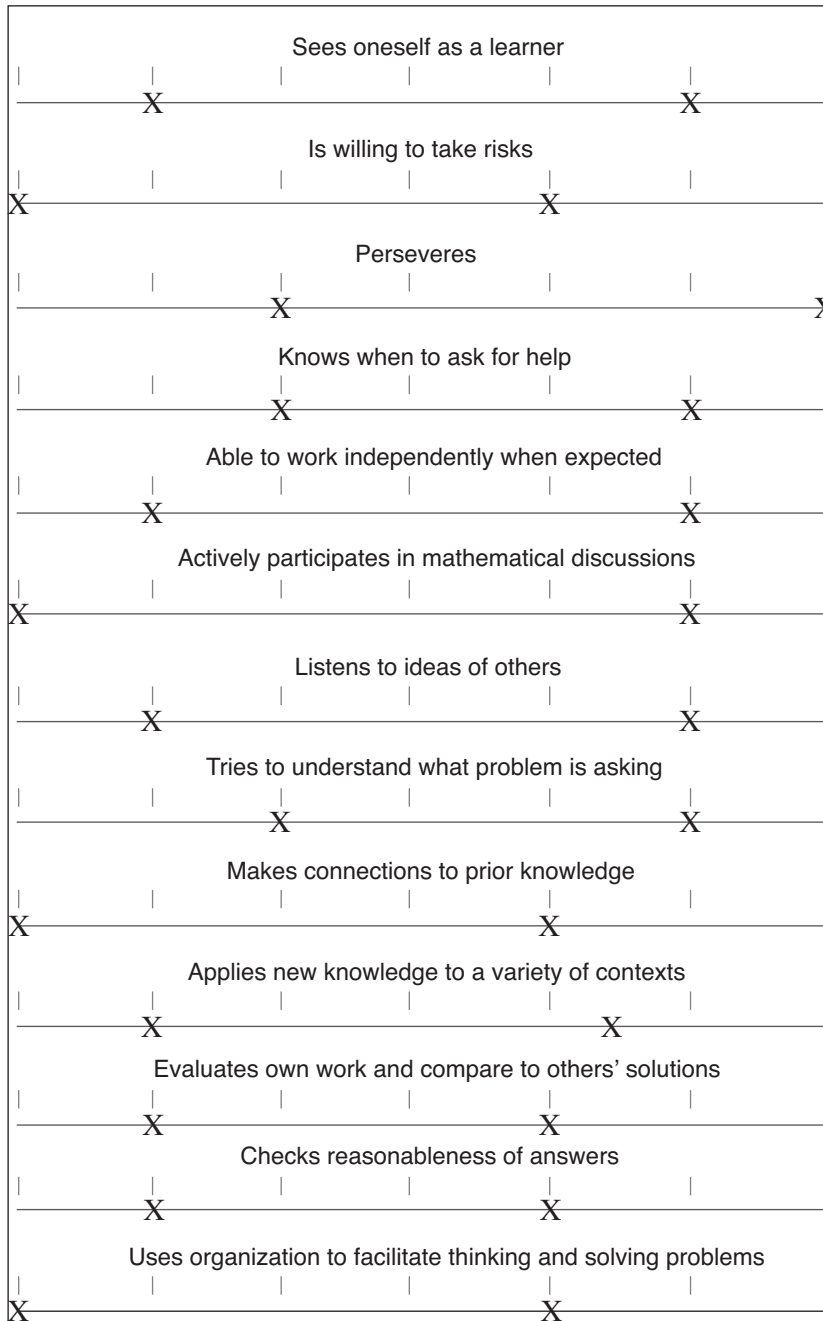 Sees oneself as a learner
X X
Is willing to take risks
X X
Perseveres
X X
Knows when to ask for help
X X
Able to work independently when expected
X X
Actively participates in mathematical discussions
X X
Listens to ideas of others
X X
Tries to understand what problem is asking
X X
Makes connections to prior knowledge
X X
Applies new knowledge to a variety of contexts
X X
Evaluates own work and compare to others’ solutions
X X
Checks reasonableness of answers
X X
Uses organization to facilitate thinking and solving problems
X X